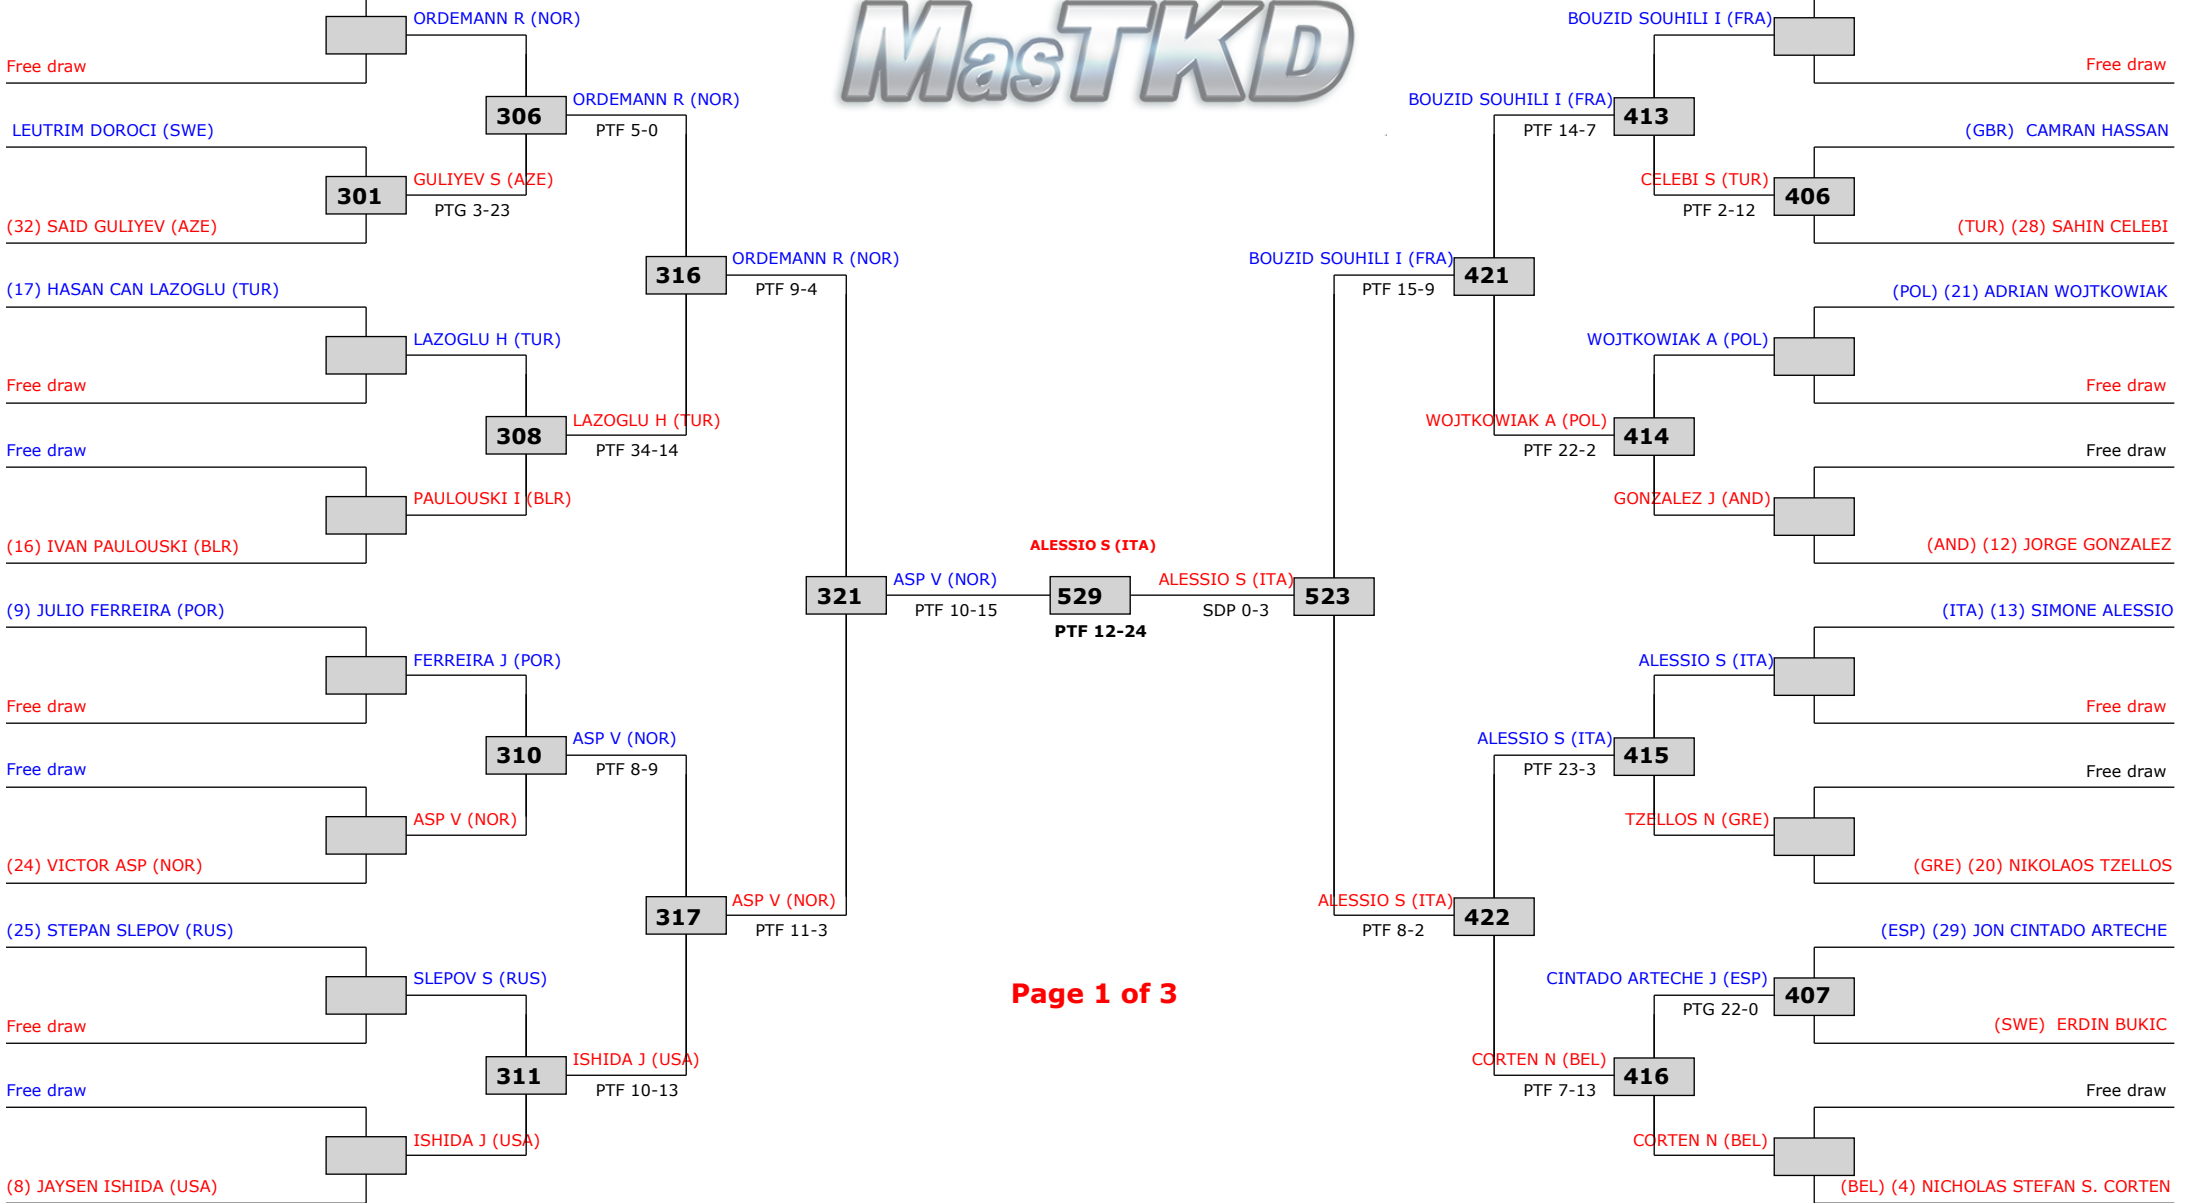 MasTKD
ORDEMANN R (NOR)
Free draw
306
ORDEMANN R (NOR)
PTF 5-0
LEUTRIM DOROCI (SWE)
301
GULIYEV S (AZE)
PTG 3-23
(32) SAID GULIYEV (AZE)
316
ORDEMANN R (NOR)
PTF 9-4
(17) HASAN CAN LAZOGLU (TUR)
LAZOGLU H (TUR)
Free draw
308
LAZOGLU H (TUR)
PTF 34-14
Free draw
PAULOUSKI I (BLR)
(16) IVAN PAULOUSKI (BLR)
321
ASP V (NOR)
PTF 10-15
(9) JULIO FERREIRA (POR)
FERREIRA J (POR)
Free draw
310
ASP V (NOR)
PTF 8-9
Free draw
ASP V (NOR)
(24) VICTOR ASP (NOR)
317
ASP V (NOR)
PTF 11-3
(25) STEPAN SLEPOV (RUS)
SLEPOV S (RUS)
Free draw
311
ISHIDA J (USA)
PTF 10-13
Free draw
ISHIDA J (USA)
(8) JAYSEN ISHIDA (USA)
ALESSIO S (ITA)
529
PTF 12-24
Page 1 of 3
ALESSIO S (ITA)
523
SDP 0-3
BOUZID SOUHILI I (FRA)
Free draw
BOUZID SOUHILI I (FRA)
413
PTF 14-7
(GBR)  CAMRAN HASSAN
CELEBI S (TUR)
406
PTF 2-12
(TUR) (28) SAHIN CELEBI
BOUZID SOUHILI I (FRA)
421
PTF 15-9
(POL) (21) ADRIAN WOJTKOWIAK
WOJTKOWIAK A (POL)
Free draw
WOJTKOWIAK A (POL)
414
PTF 22-2
Free draw
GONZALEZ J (AND)
(AND) (12) JORGE GONZALEZ
(ITA) (13) SIMONE ALESSIO
ALESSIO S (ITA)
Free draw
ALESSIO S (ITA)
415
PTF 23-3
Free draw
TZELLOS N (GRE)
(GRE) (20) NIKOLAOS TZELLOS
ALESSIO S (ITA)
422
PTF 8-2
(ESP) (29) JON CINTADO ARTECHE
CINTADO ARTECHE J (ESP)
407
PTG 22-0
(SWE)  ERDIN BUKIC
CORTEN N (BEL)
416
PTF 7-13
Free draw
CORTEN N (BEL)
(BEL) (4) NICHOLAS STEFAN S. CORTEN